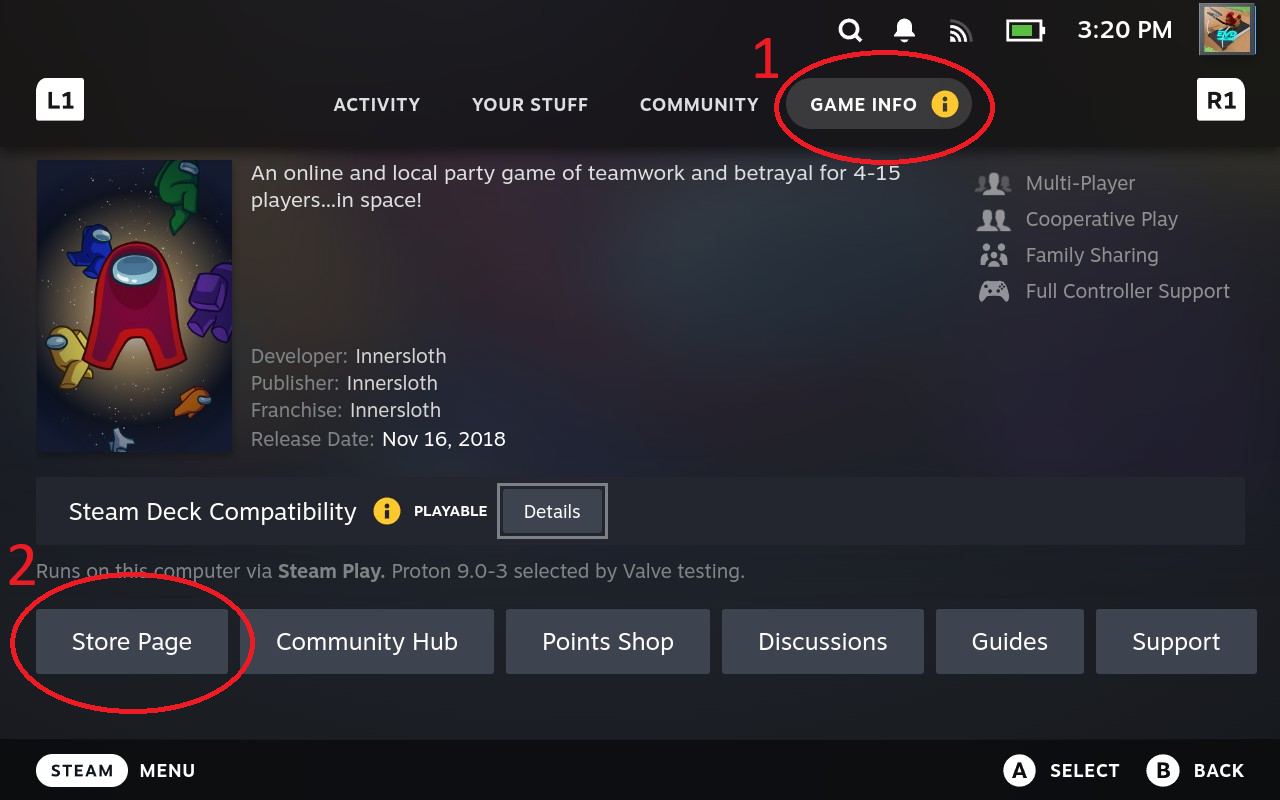 3:20 PM
1
L1
ACTIVITY
YOUR STUFF
COMMUNITY
GAME INFO
R1
An online and local party game of teamwork and betrayal for 4-15
players...in space!
Multi-Player
Cooperative Play
Family Sharing
Full Controller Support
Developer: Innersloth
Publisher: Innersloth
Franchise: Innersloth
Release Date: Nov 16, 2018
Steam Deck Compatibility
PLAYABLE
Details
2
Runs on this computer via Steam Play. Proton 9.0-3 selected by Valve testing.
Store Page
Community Hub
Points Shop
Discussions
Guides
Support
STEAM
MENU
A
SELECT
B
BACK